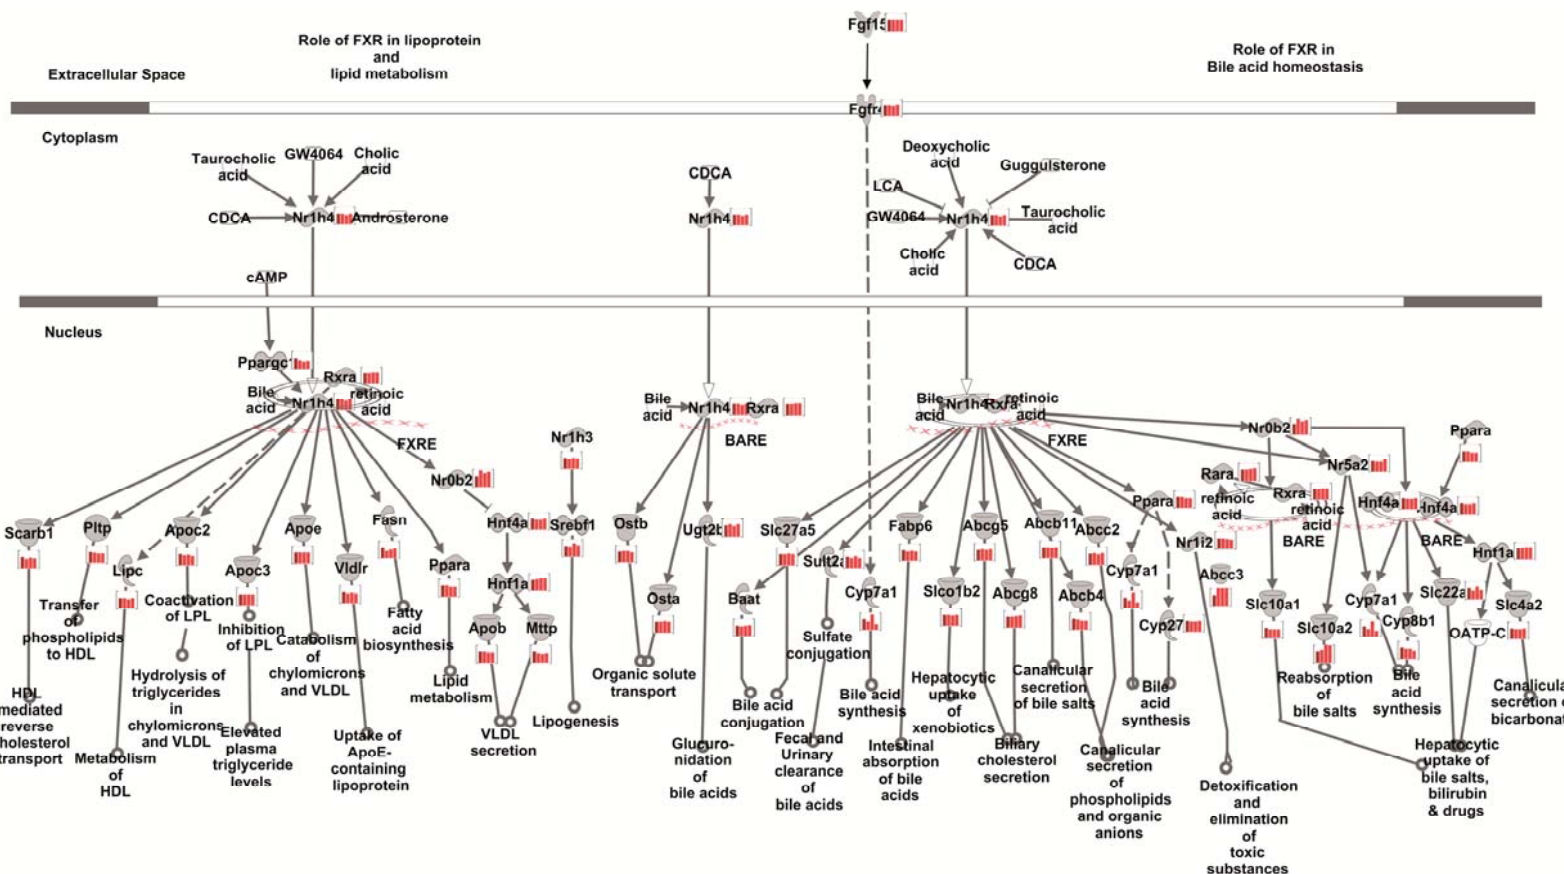 Fgf15
Role of FXR in lipoprotein
and
lipid metabolism
Role of FXR in
Bile acid homeostasis
Extracellular Space
Fgfr4
Cytoplasm
Taurocholic
acid
GW4064
Cholic
acid
CDCA
Nr1h4
Androsterone
CDCA
Nr1h4
Deoxycholic
acid
Guggulsterone
LCA
GW4064
Nr1h4
Taurocholic
acid
Cholic
acid
CDCA
cAMP
Nucleus
Ppargc1
Rxra
Bile
acid
Nr1h4
retinoic
acid
FXRE
Bile
acid
Nr1h4
Rxra
BARE
Bile
acid
Nr1h4
Rxra
retinoic
acid
FXRE
Nr0b2
Nr1h3
Nr0b2
Nr5a2
Ppara
Rara
retinoic
acid
Rxra
retinoic
acid
BARE
Hnf4a
Hnf4a
BARE
Scarb1
Pltp
Lipc
Apoc2
Apoc3
Apoe
Vldlr
Fasn
Ppara
Hnf4a
Srebf1
Hnf1a
Apob
Mttp
Ostb
Osta
Ugt2b
Slc27a5
Baat
Sult2a
Cyp7a1
Fabp6
Slco1b2
Abcg5
Abcg8
Abcb11
Abcb4
Abcc2
Ppara
Cyp7a1
Cyp27
Nr1i2
Abcc3
Slc10a1
Slc10a2
Cyp7a1
Cyp8b1
Slc22a
Hnf1a
OATP-C
Slc4a2
HDL
mediated
reverse
cholesterol
transport
Transfer
of
phospholipids
to HDL
Metabolism
of
HDL
Coactivation
of LPL
Hydrolysis of
triglycerides
in
chylomicrons
and VLDL
Inhibition
of LPL
Elevated
plasma
triglyceride
levels
Catabolism
of
chylomicrons
and VLDL
Uptake of
ApoE-
containing
lipoprotein
Fatty
acid
biosynthesis
Lipid
metabolism
VLDL
secretion
Lipogenesis
Organic solute
transport
Glucuro-
nidation
of
bile acids
Bile acid
conjugation
Sulfate
conjugation
Fecal and
Urinary
clearance
of
bile acids
Bile acid
synthesis
Intestinal
absorption
of bile
acids
Hepatocytic
uptake
of
xenobiotics
Biliary
cholesterol
secretion
Canalicular
secretion
of bile salts
Canalicular
secretion
of
phospholipids
and organic
anions
Bile
acid
synthesis
Detoxification
and
elimination
of
toxic
substances
Reabsorption
of
bile salts
Bile
acid
synthesis
Hepatocytic
uptake of
bile salts,
bilirubin
& drugs
Canalicula
secretion o
bicarbonat